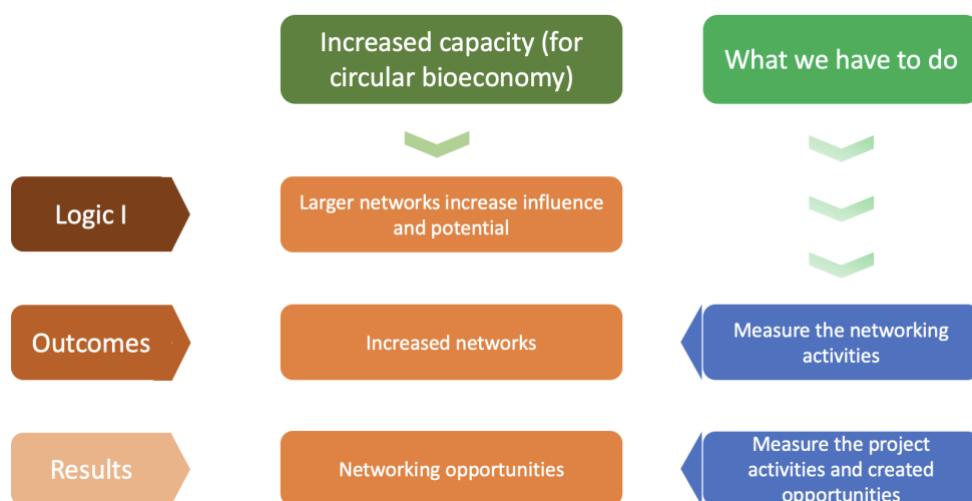 Increased capacity (for
circular bioeconomy)
What we have to do
Logic I
Larger networks increase influence
and potential
Outcomes
Increased networks
Measure the networking
activities
Results
Networking opportunities
Measure the project
activities and created
opportunities